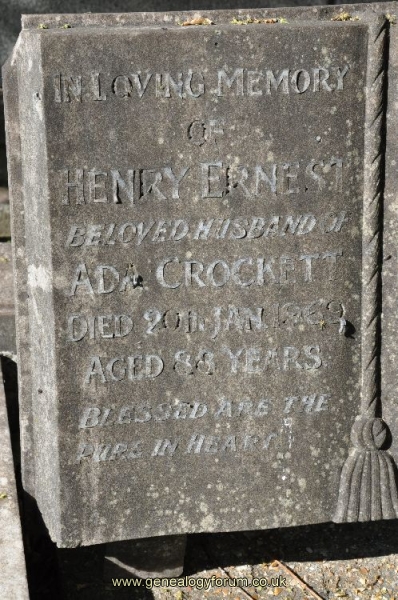 IN LOVING MEMORY
OF
HENRY ERNEST
BELOVED HUSBAND OF
ADA CROCKETT
DIED 20TH JAN. 1969
AGED 88 YEARS
BLESSED ARE THE
PURE IN HEART
www.genealogyforum.co.uk